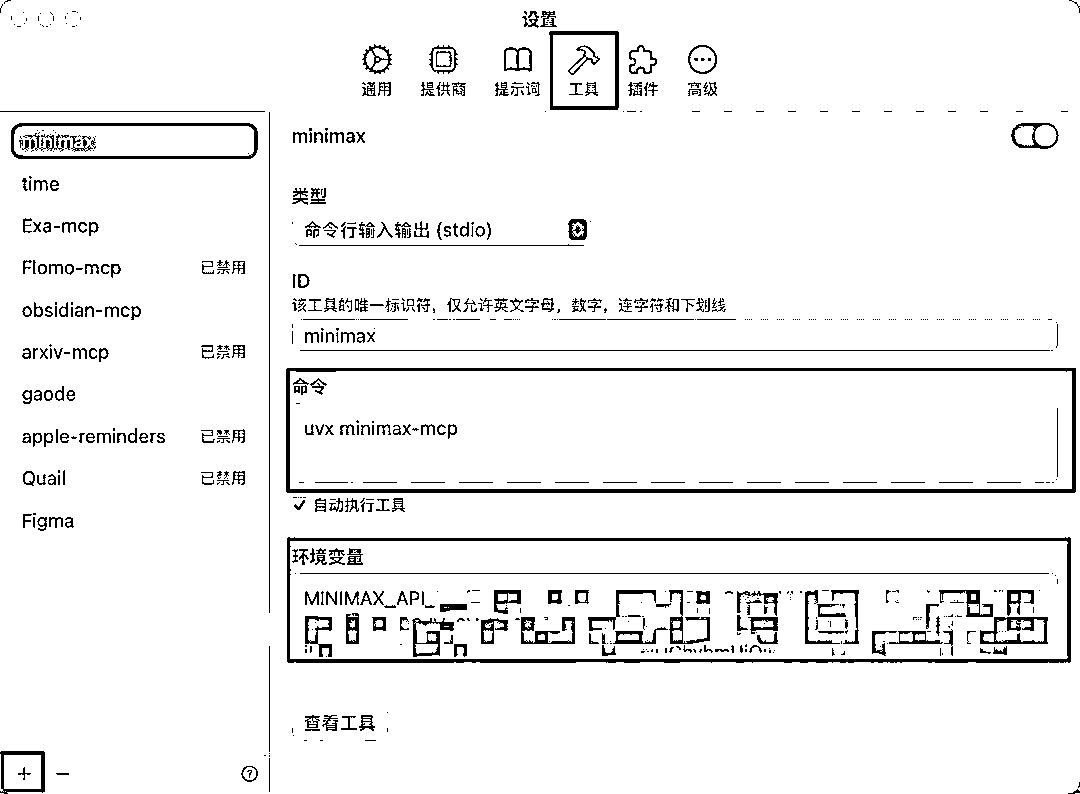 设置
通用 提供商 提示词 工具 插件 高级
minimax
time
Exa-mcp
Flomo-mcp 已禁用
obsidian-mcp
arxiv-mcp 已禁用
gaode
apple-reminders 已禁用
Quail 已禁用
Figma
minimax
类型
命令行输入输出 (stdio)
ID
该工具的唯一标识符，仅允许英文字母，数字，连字符和下划线
minimax
命令
uvx minimax-mcp
自动执行工具
环境变量
MINIMAX_API_
查看工具